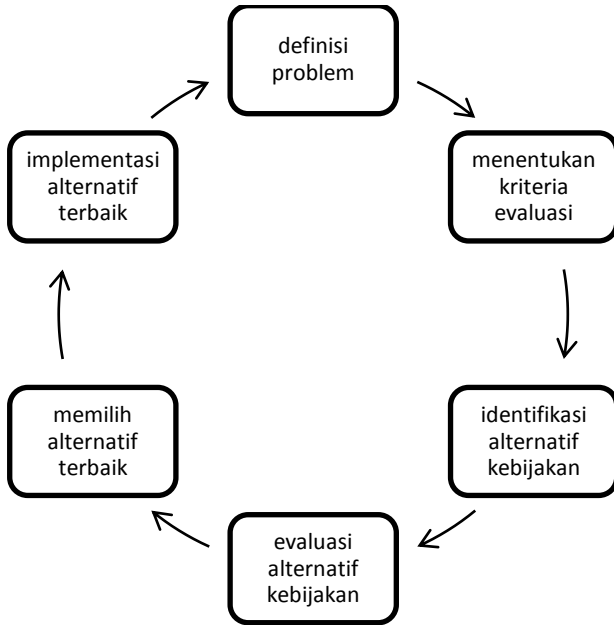 definisi
problem
menentukan
kriteria
evaluasi
identifikasi
alternatif
kebijakan
evaluasi
alternatif
kebijakan
memilih
alternatif
terbaik
implementasi
alternatif
terbaik